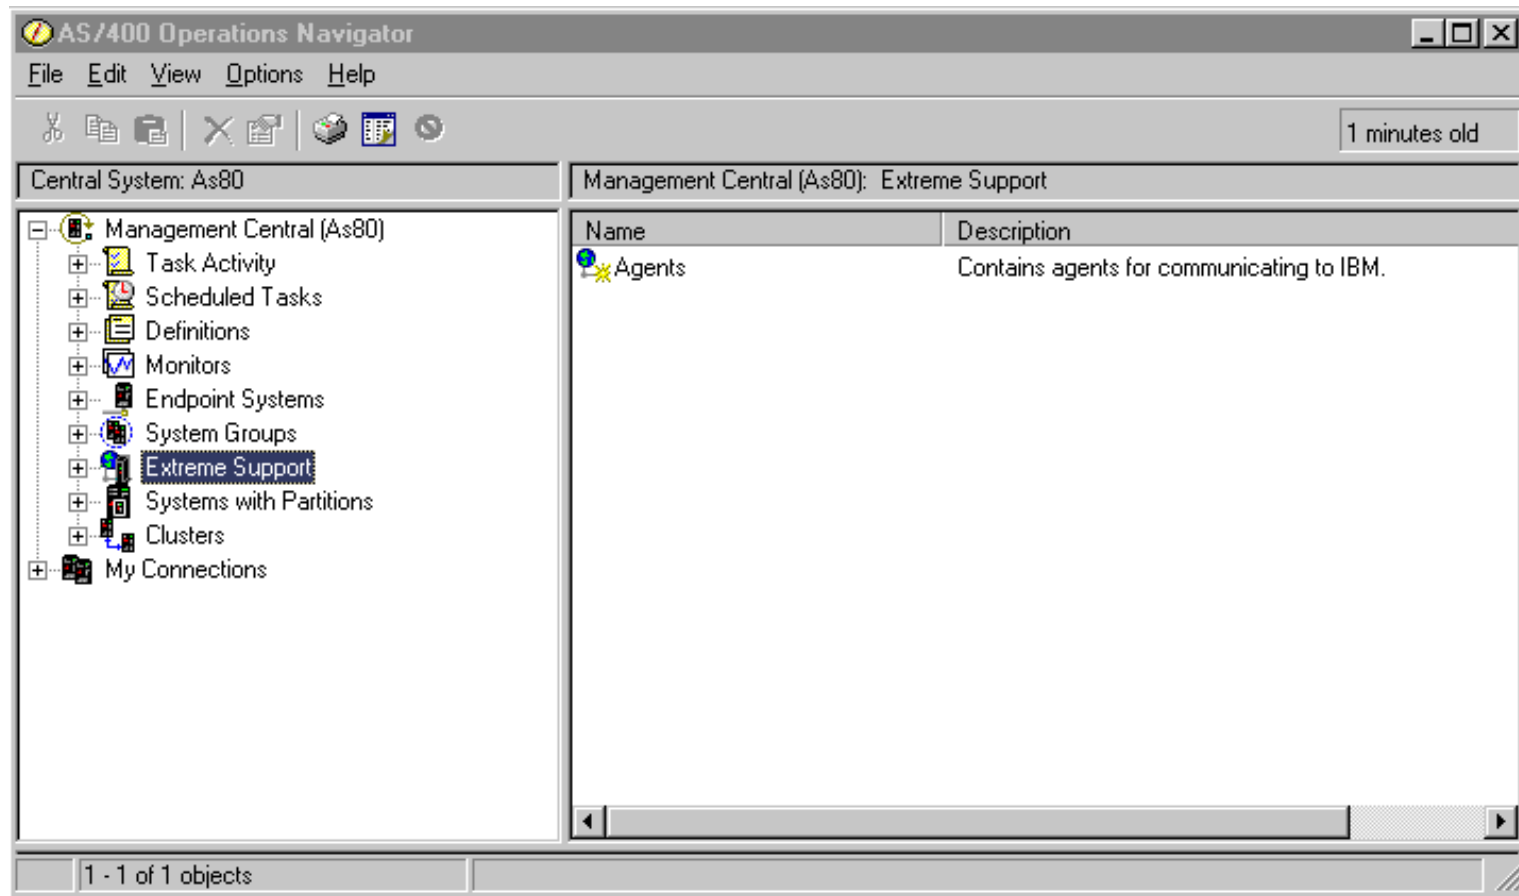 AS/400 Operations Navigator
File Edit View Options Help
1 minutes old
Central System: As80
Management Central (As80): Extreme Support
Management Central (As80)
Task Activity
Scheduled Tasks
Definitions
Monitors
Endpoint Systems
System Groups
Extreme Support
Systems with Partitions
Clusters
My Connections
Name Description
Agents Contains agents for communicating to IBM.
1 - 1 of 1 objects